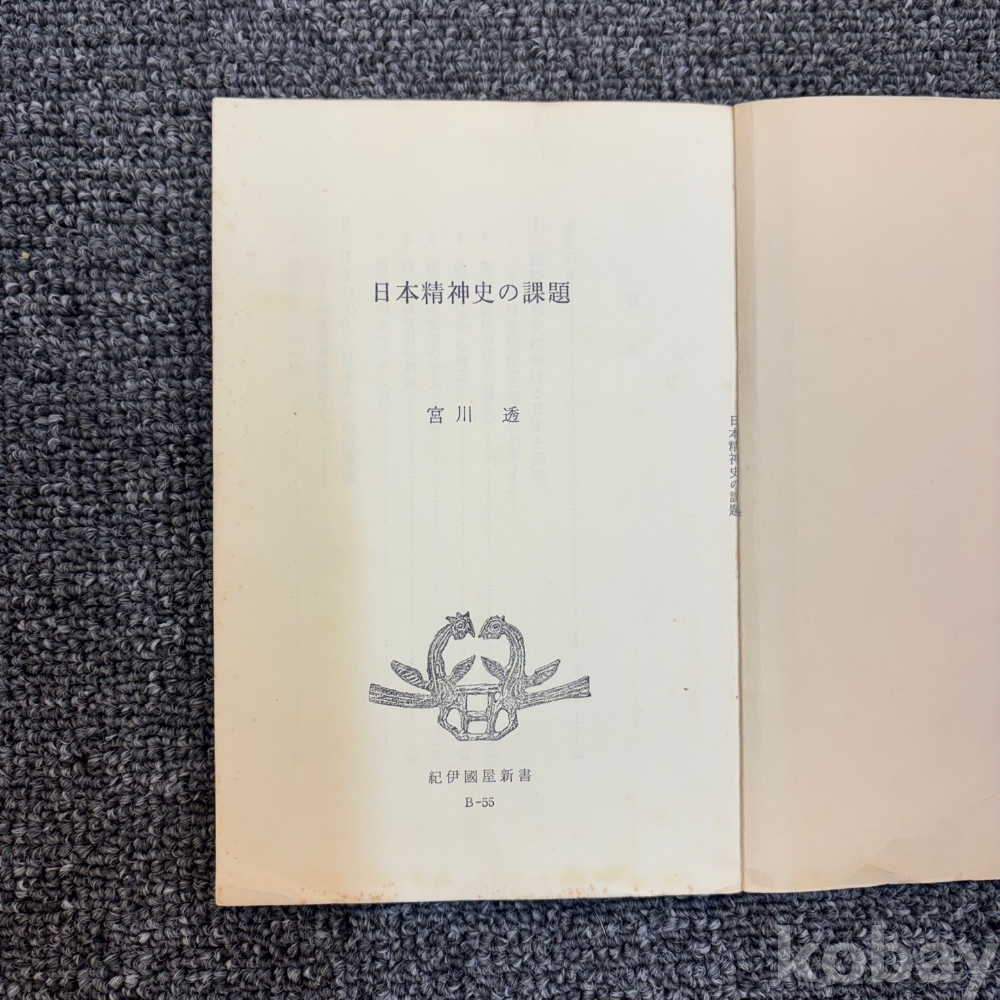 日本精神史の課題
宮川 透
紀伊國屋新書
B-55
日本精神史の課題
kobay